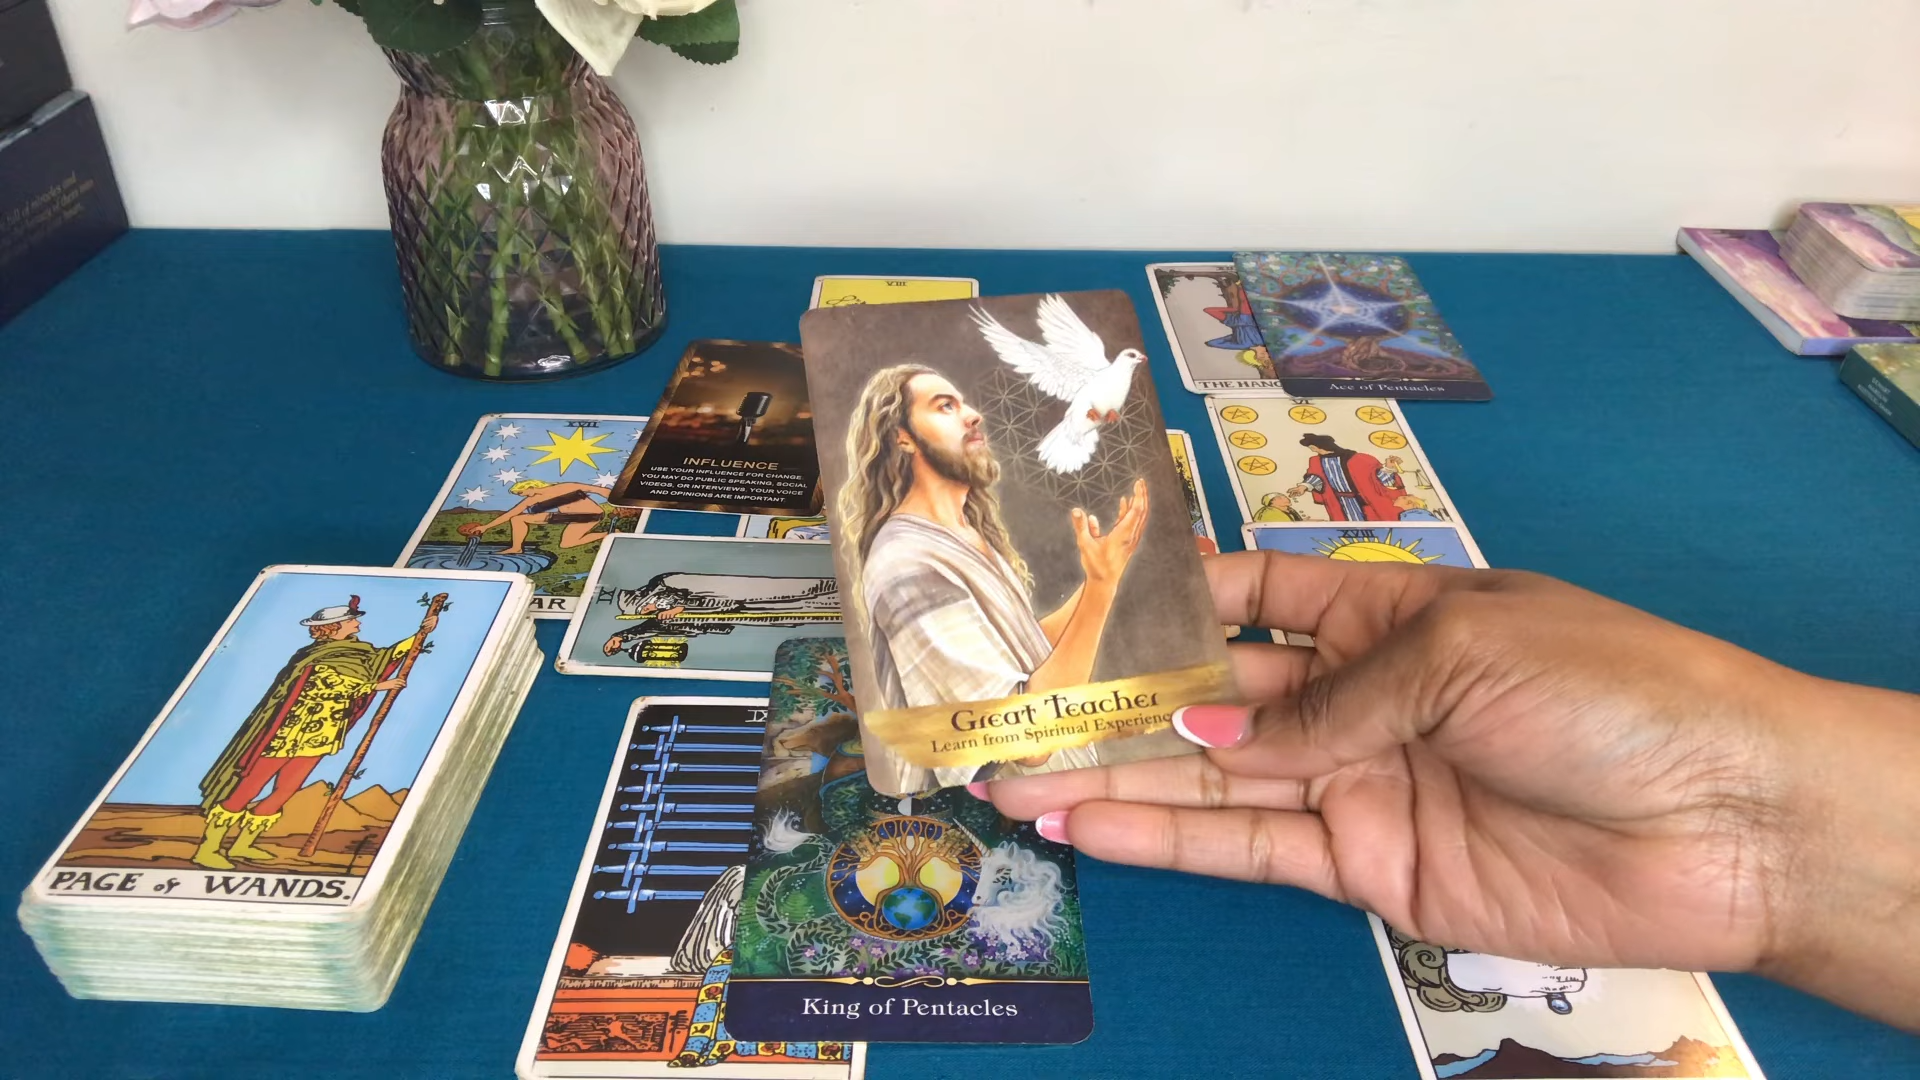 VIII
THE HANG
Ace of Pentacles
XVII
INFLUENCE
USE YOUR INFLUENCE FOR CHANGE.
YOU MAY DO PUBLIC SPEAKING, SOCIAL
VIDEOS, OR INTERVIEWS. YOUR VOICE
AND OPINIONS ARE IMPORTANT.
VI
XVIII
AR
IX
PAGE of WANDS.
Great Teacher
Learn from Spiritual Experienc
IX
King of Pentacles